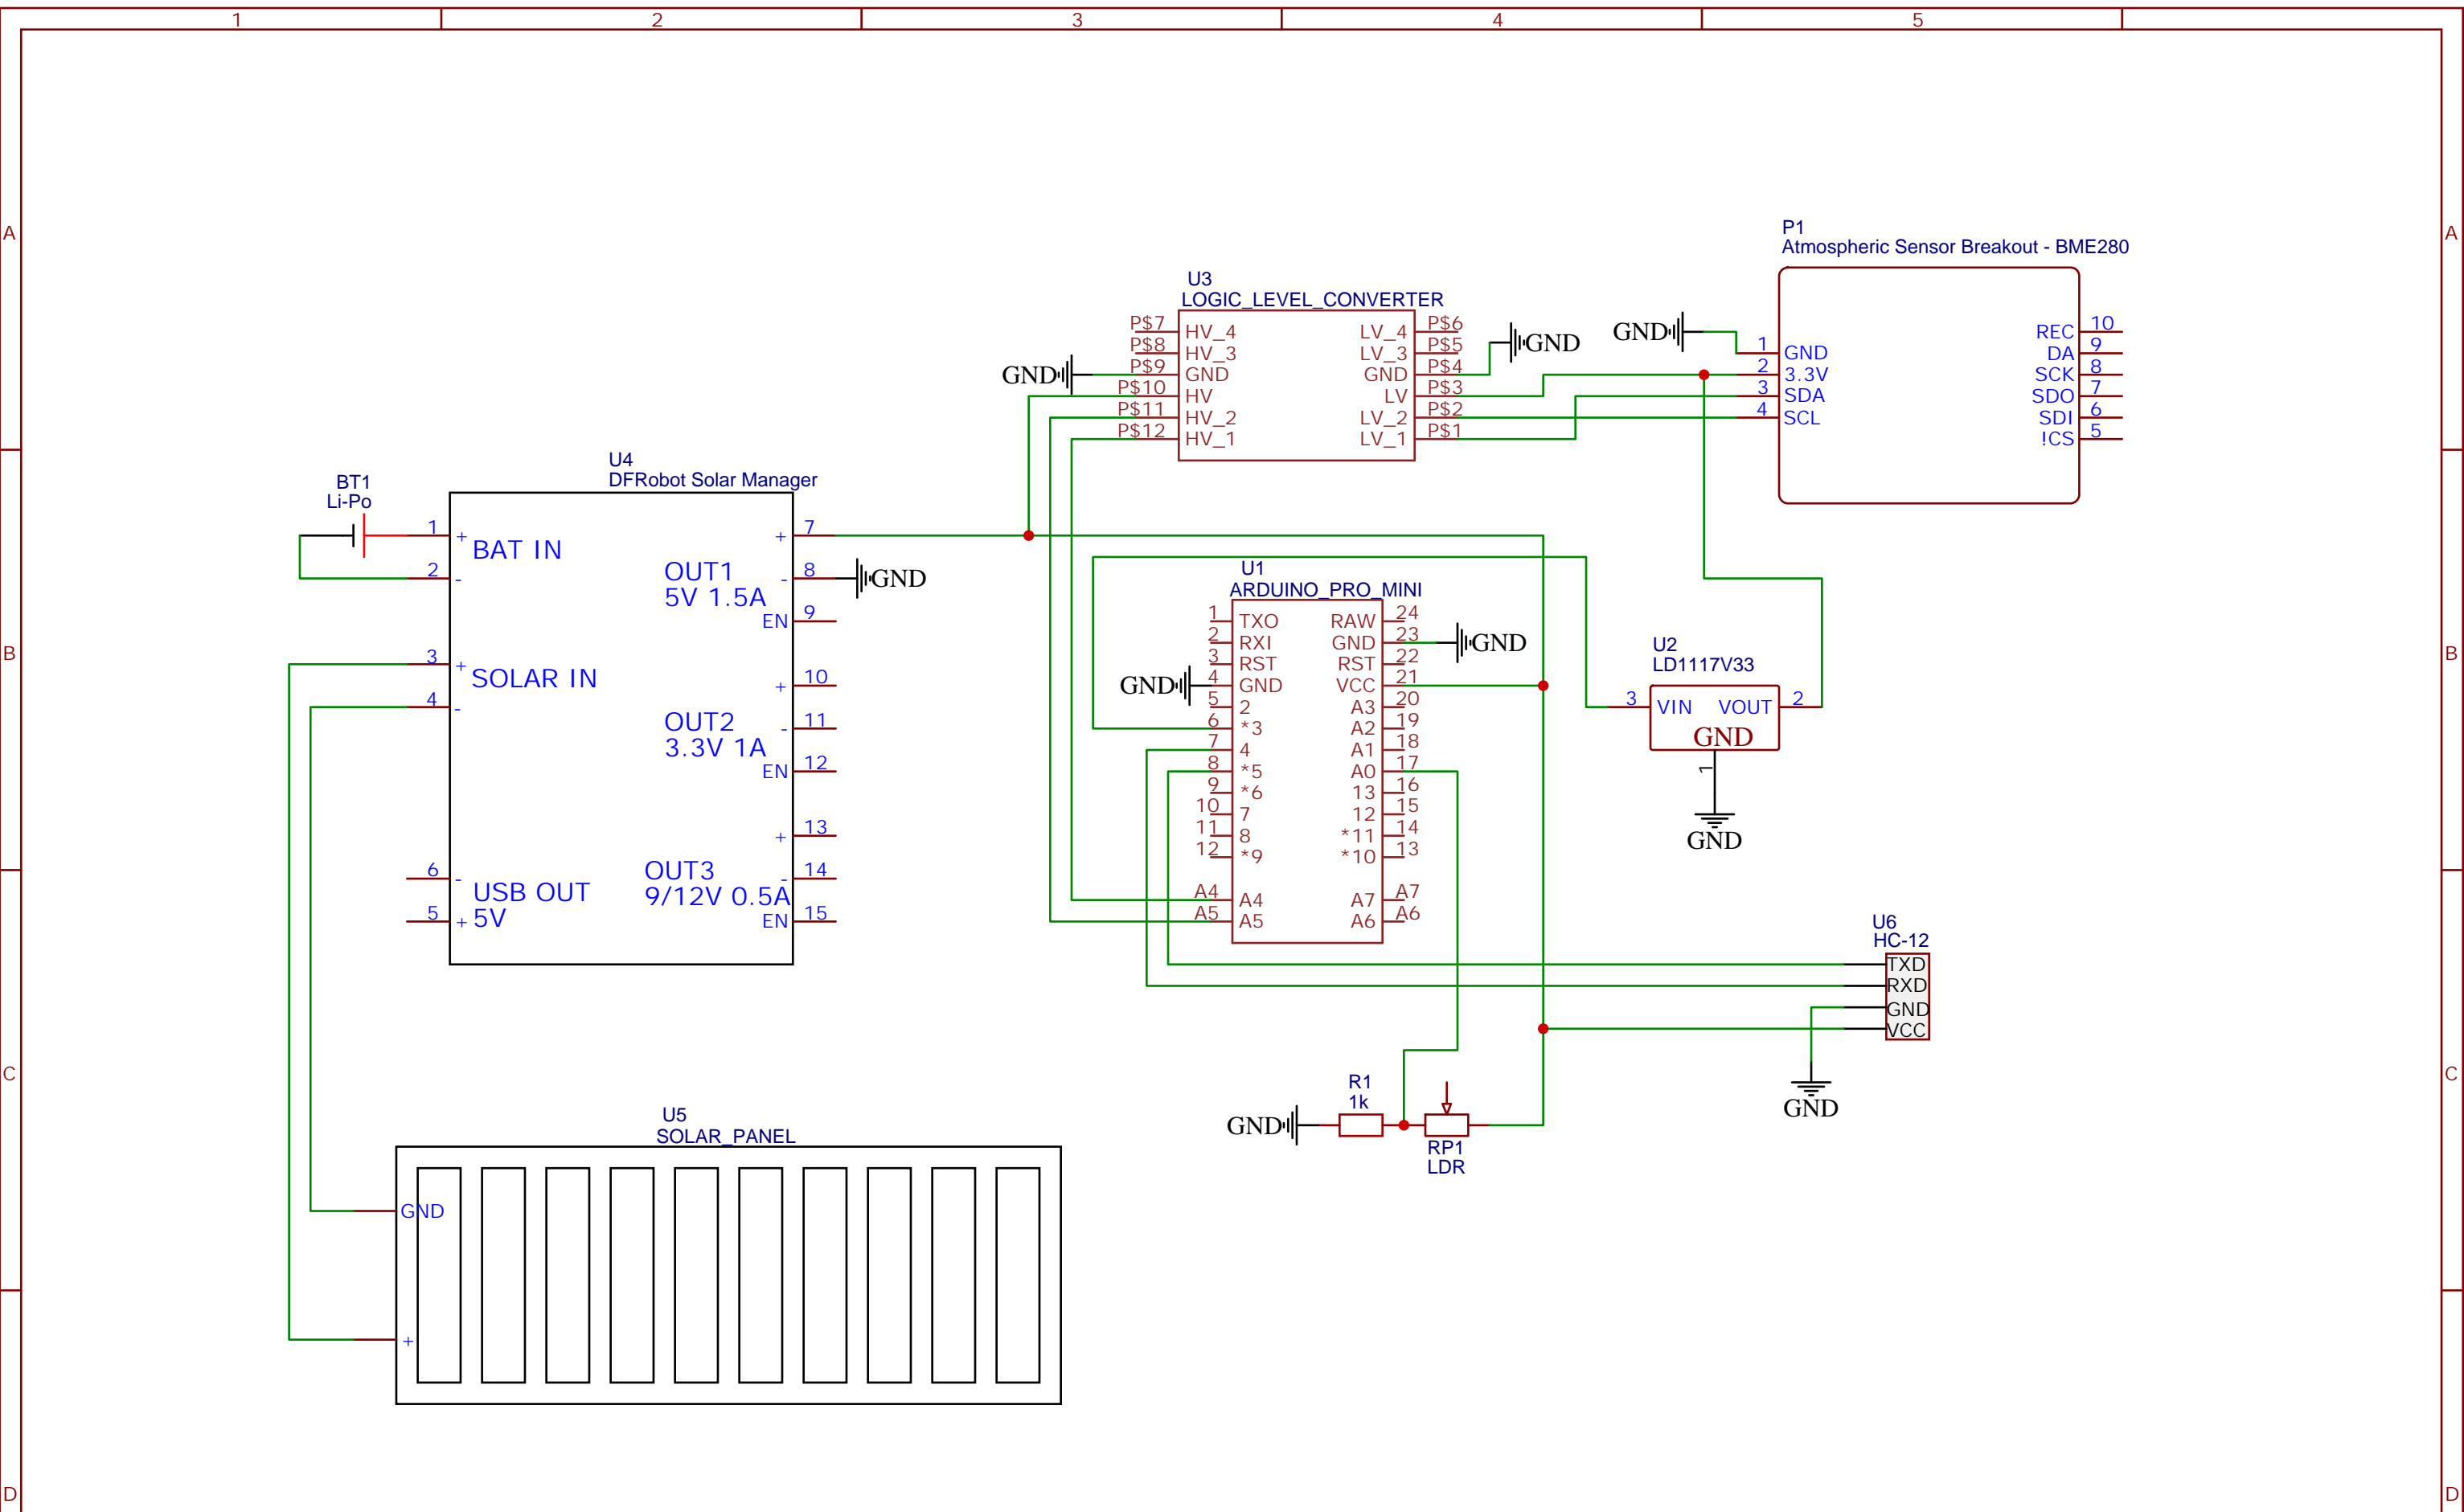 1 2 3 4 5
A A
P1
Atmospheric Sensor Breakout - BME280
U3
LOGIC_LEVEL_CONVERTER
P$7 HV_4 LV_4 P$6
P$8 HV_3 LV_3 P$5
GND P$9 GND GND P$4 GND
P$10 HV LV P$3
P$11 HV_2 LV_2 P$2
P$12 HV_1 LV_1 P$1
GND
1 GND REC 10
2 3.3V DA 9
3 SDA SCK 8
4 SCL SDO 7
SDI 6
!CS 5
BT1
Li-Po
U4
DFRobot Solar Manager
1 + BAT IN
2 -
3 + SOLAR IN
4 -
6 - USB OUT
5 + 5V
+ 7
OUT1 - 8 GND
5V 1.5A
EN 9
+ 10
OUT2 - 11
3.3V 1A
EN 12
+ 13
OUT3 - 14
9/12V 0.5A
EN 15
B B
U1
ARDUINO_PRO_MINI
1 TXO RAW 24
2 RXI GND 23 GND
3 RST RST 22
GND 4 GND VCC 21
5 2 A3 20
6 *3 A2 19
7 4 A1 18
8 *5 A0 17
9 *6 13 16
10 7 12 15
11 8 *11 14
12 *9 *10 13
A4 A4 A7 A7
A5 A5 A6 A6
U2
LD1117V33
3 VIN VOUT 2
GND
1
GND
U6
HC-12
TXD
RXD
GND
VCC
GND
C C
R1
1k
GND
RP1
LDR
U5
SOLAR_PANEL
GND
+
D D